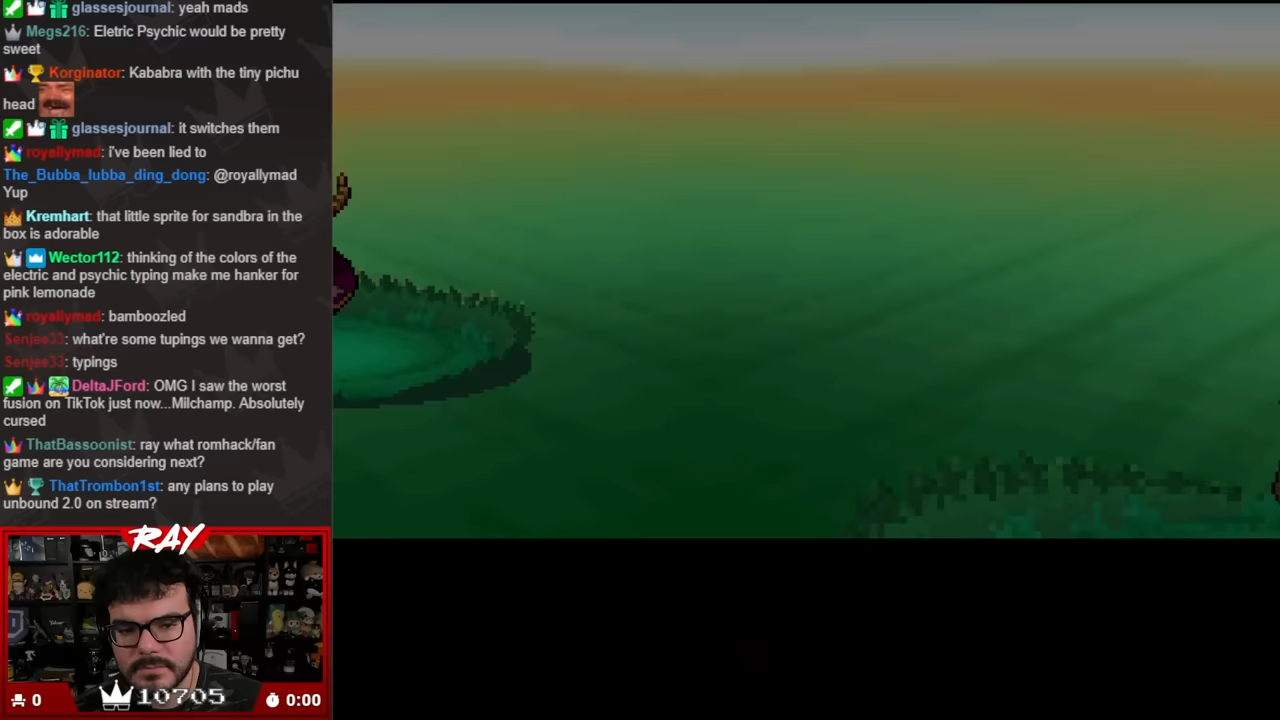 glassesjournal: yeah mads
Megs216: Eletric Psychic would be pretty
sweet
Korginator: Kababra with the tiny pichu
head
glassesjournal: it switches them
royallymad: i've been lied to
The_Bubba_lubba_ding_dong: @royallymad
Yup
Kremhart: that little sprite for sandbra in the
box is adorable
Wector112: thinking of the colors of the
electric and psychic typing make me hanker for
pink lemonade
royallymad: bamboozled
Senjee33: what're some tupings we wanna get?
Senjee33: typings
DeltaJFord: OMG I saw the worst
fusion on TikTok just now...Milchamp. Absolutely
cursed
ThatBassoonist: ray what romhack/fan
game are you considering next?
ThatTrombon1st: any plans to play
unbound 2.0 on stream?
RAY
0
10705
0:00